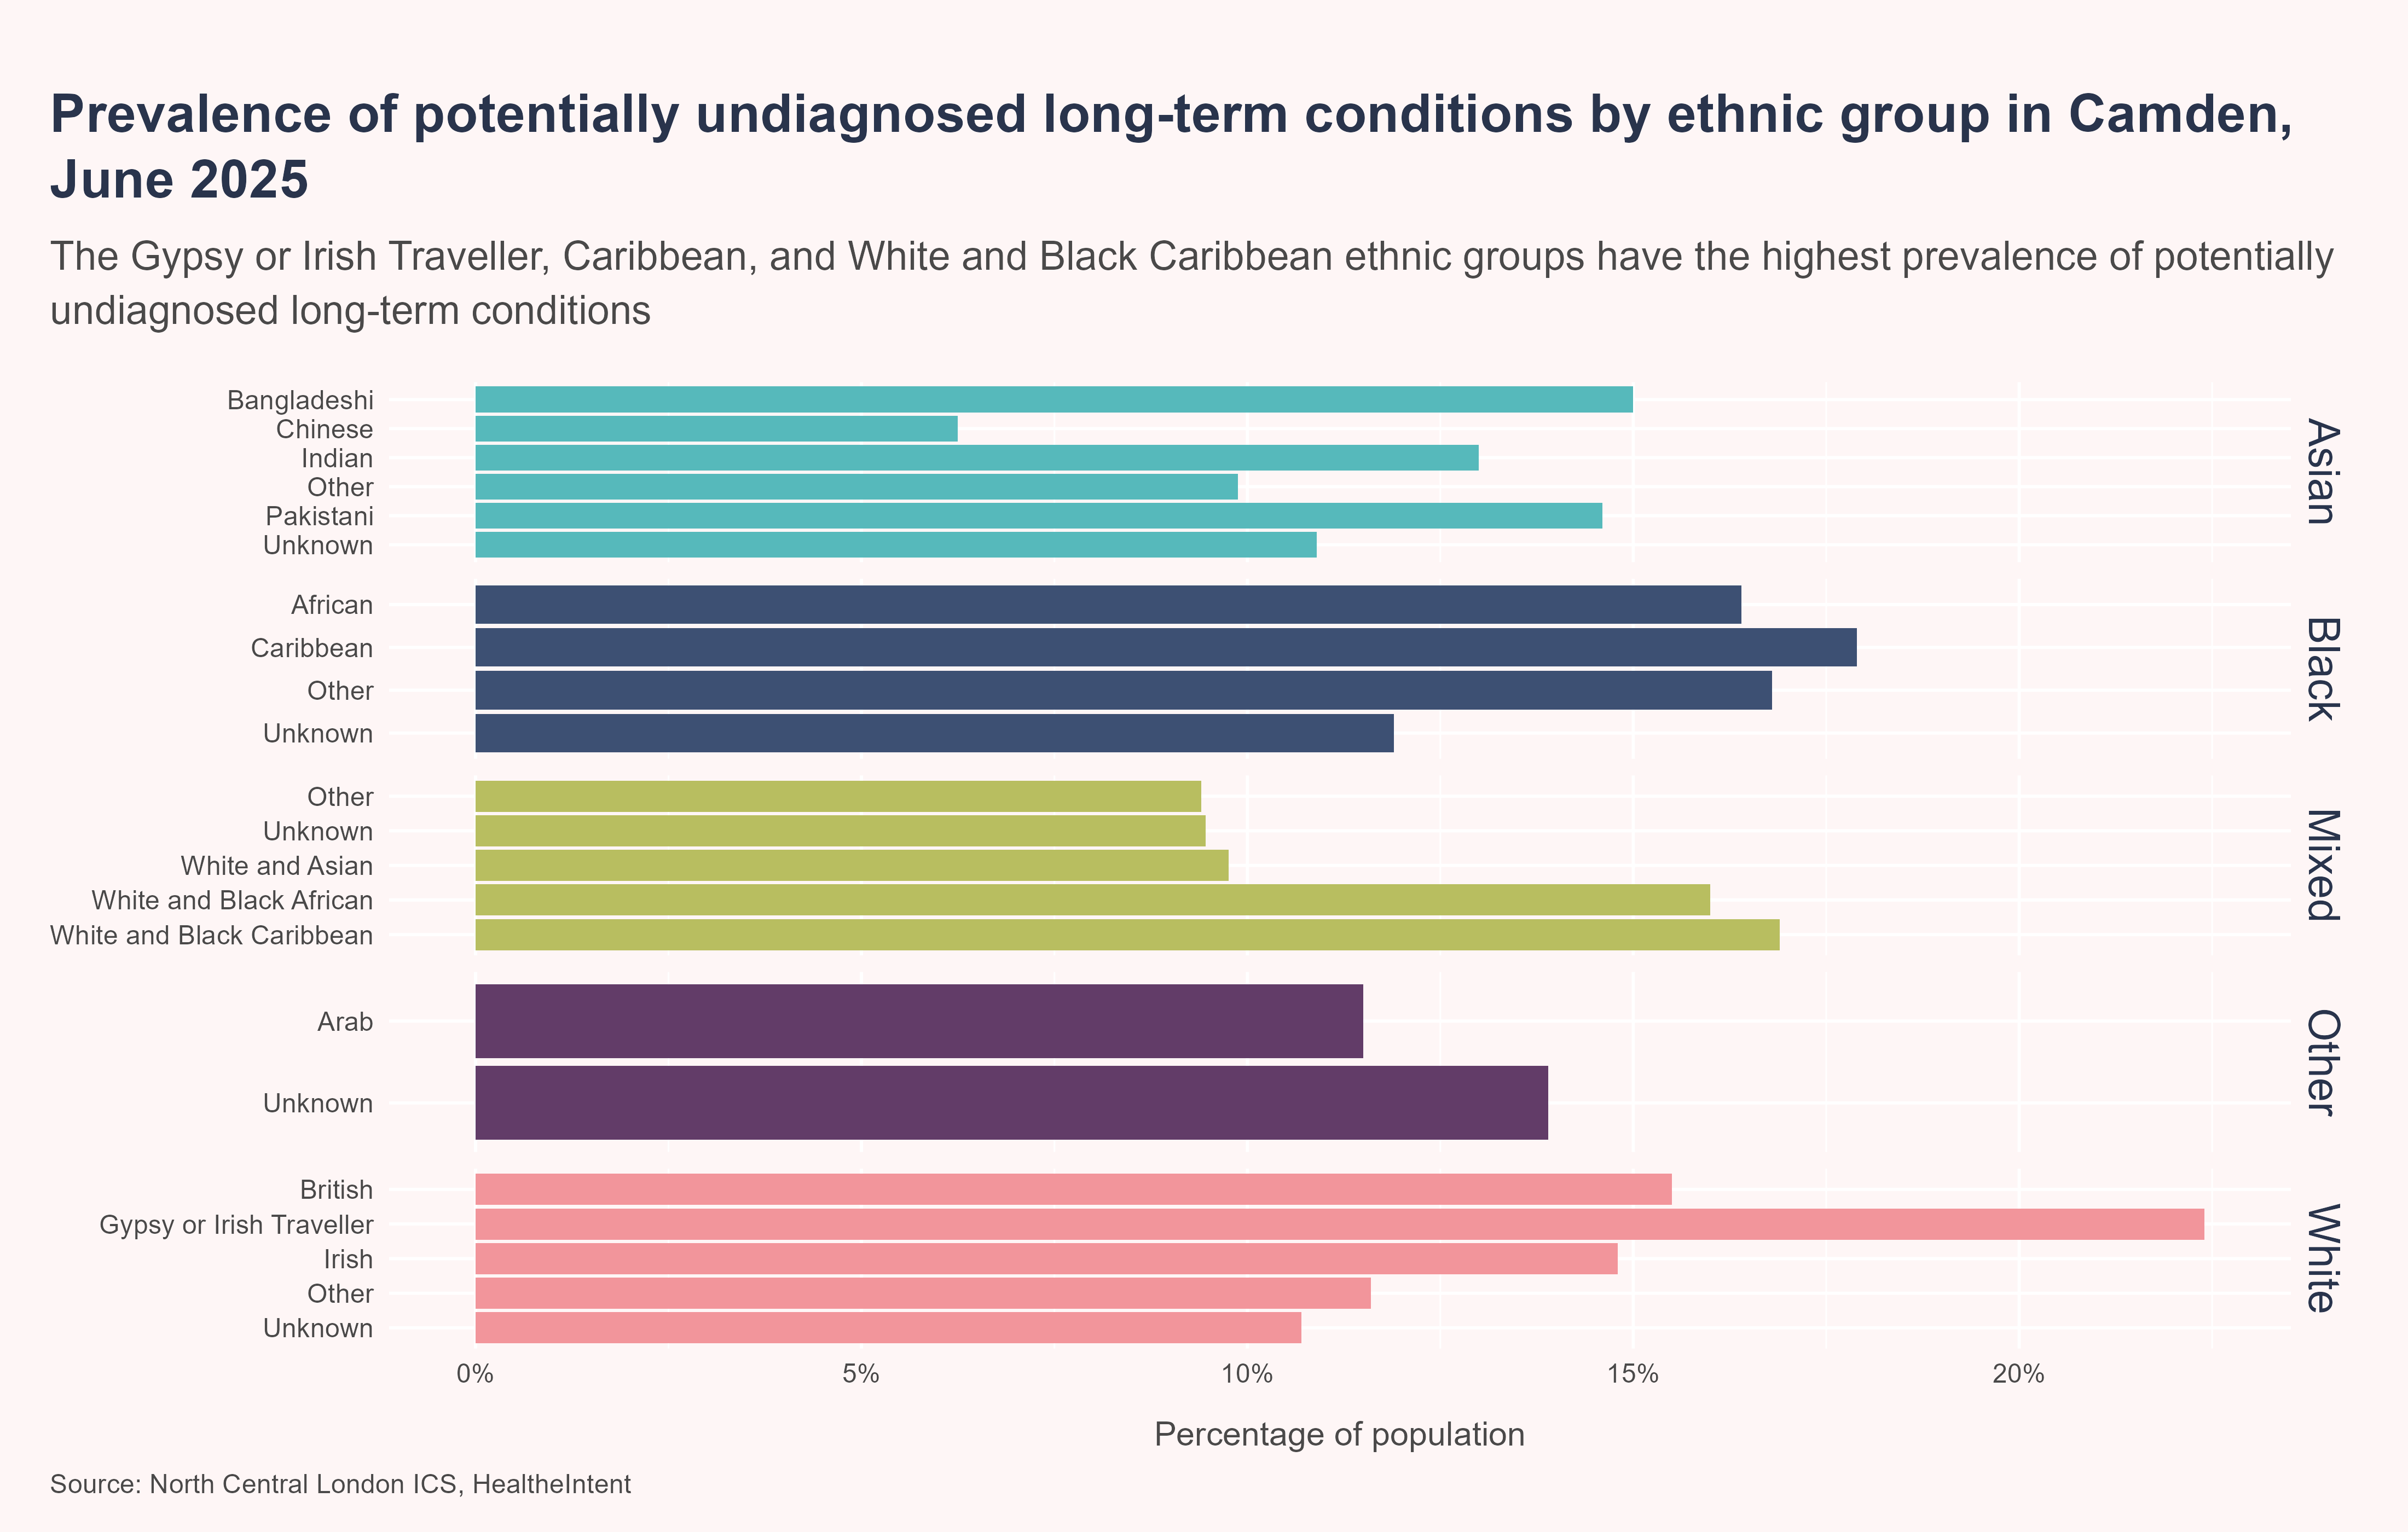 Prevalence of potentially undiagnosed long-term conditions by ethnic group in Camden,
June 2025
The Gypsy or Irish Traveller, Caribbean, and White and Black Caribbean ethnic groups have the highest prevalence of potentially
undiagnosed long-term conditions
Bangladeshi
Chinese
Indian
Other
Pakistani
Unknown
Asian
African
Caribbean
Other
Unknown
Black
Other
Unknown
White and Asian
White and Black African
White and Black Caribbean
Mixed
Arab
Unknown
Other
British
Gypsy or Irish Traveller
Irish
Other
Unknown
White
0% 5% 10% 15% 20%
Percentage of population
Source: North Central London ICS, HealtheIntent